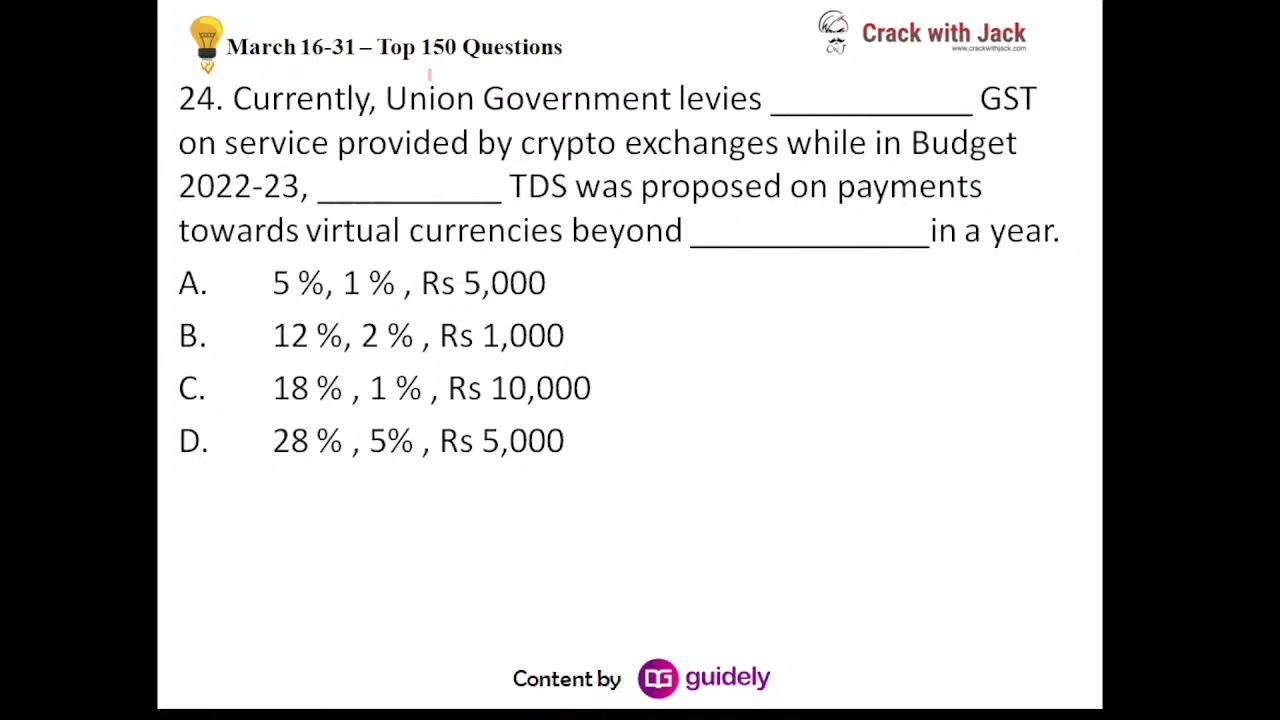 March 16-31 – Top 150 Questions
Crack with Jack
www.crackwithjack.com
CwJ
24. Currently, Union Government levies ____________ GST
on service provided by crypto exchanges while in Budget
2022-23, ___________ TDS was proposed on payments
towards virtual currencies beyond ______________in a year.
A. 5 %, 1 % , Rs 5,000
B. 12 %, 2 % , Rs 1,000
C. 18 % , 1 % , Rs 10,000
D. 28 % , 5% , Rs 5,000
Content by guidely